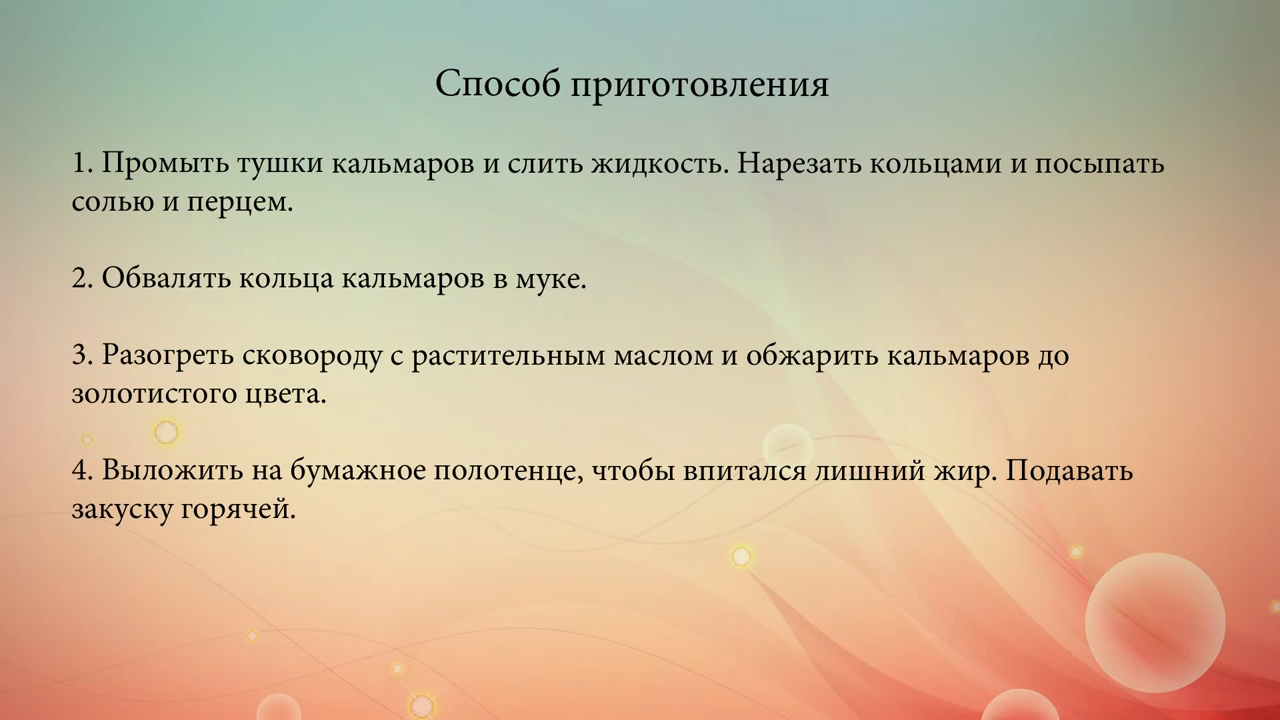 Способ приготовления
1. Промыть тушки кальмаров и слить жидкость. Нарезать кольцами и посыпать
солью и перцем.
2. Обвалять кольца кальмаров в муке.
3. Разогреть сковороду с растительным маслом и обжарить кальмаров до
золотистого цвета.
4. Выложить на бумажное полотенце, чтобы впитался лишний жир. Подавать
закуску горячей.